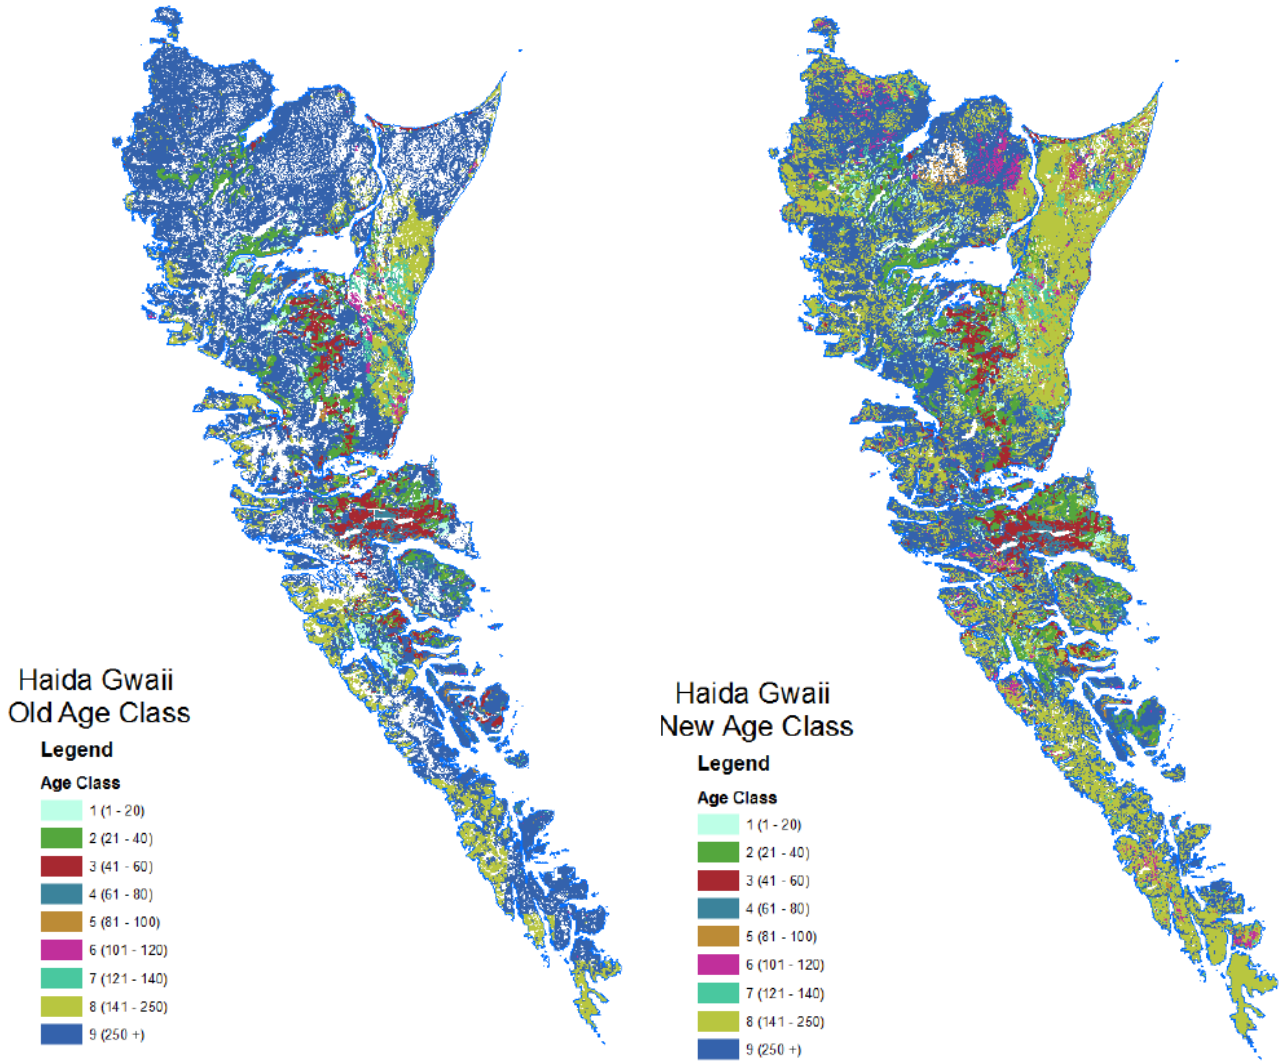 Haida Gwaii
Old Age Class
Legend
Age Class
1 (1 - 20)
2 (21 - 40)
3 (41 - 60)
4 (61 - 80)
5 (81 - 100)
6 (101 - 120)
7 (121 - 140)
8 (141 - 250)
9 (250 +)
Haida Gwaii
New Age Class
Legend
Age Class
1 (1 - 20)
2 (21 - 40)
3 (41 - 60)
4 (61 - 80)
5 (81 - 100)
6 (101 - 120)
7 (121 - 140)
8 (141 - 250)
9 (250 +)